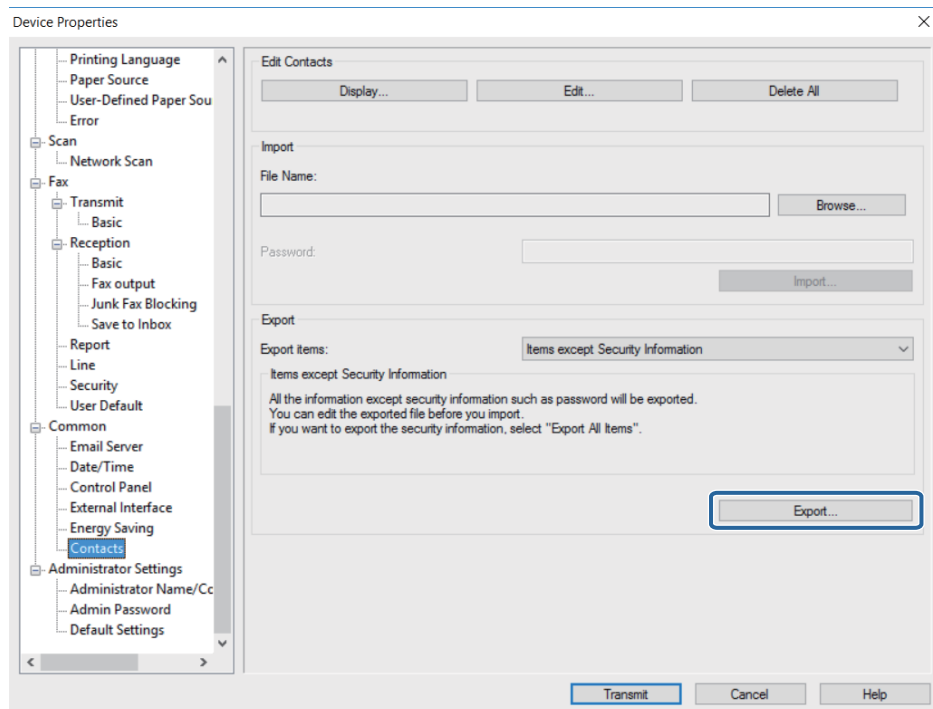 Device Properties
Printing Language
Paper Source
User-Defined Paper Sou
Error
Scan
Network Scan
Fax
Transmit
Basic
Reception
Basic
Fax output
Junk Fax Blocking
Save to Inbox
Report
Line
Security
User Default
Common
Email Server
Date/Time
Control Panel
External Interface
Energy Saving
Contacts
Administrator Settings
Administrator Name/Cc
Admin Password
Default Settings
Edit Contacts
Display...
Edit...
Delete All
Import
File Name:
Browse...
Password:
Import...
Export
Export items:
Items except Security Information
Items except Security Information
All the information except security information such as password will be exported.
You can edit the exported file before you import.
If you want to export the security information, select "Export All Items".
Export...
Transmit
Cancel
Help